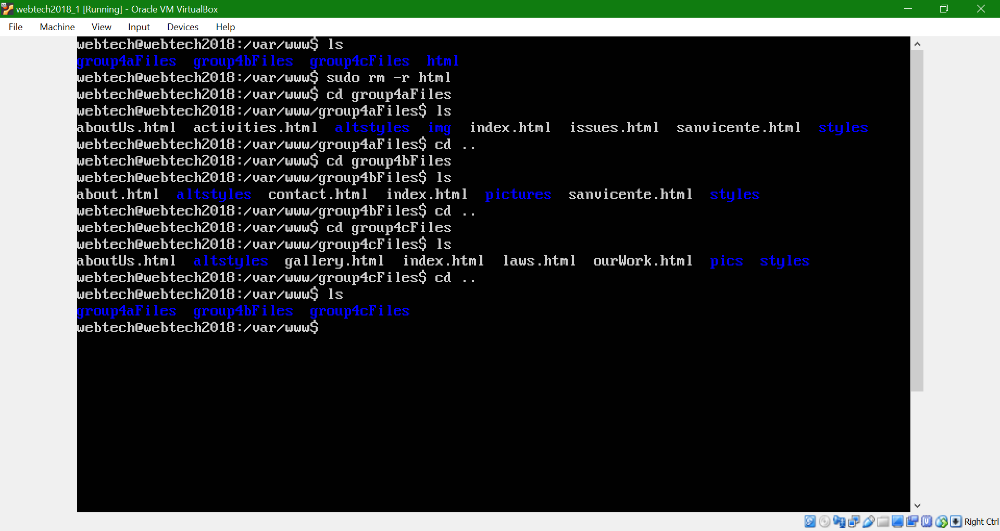 webtech2018_1 [Running] - Oracle VM VirtualBox
File Machine View Input Devices Help
webtech@webtech2018:/var/www$ ls
group4aFiles group4bFiles group4cFiles html
webtech@webtech2018:/var/www$ sudo rm -r html
webtech@webtech2018:/var/www$ cd group4aFiles
webtech@webtech2018:/var/www/group4aFiles$ ls
aboutUs.html activities.html altstyles img index.html issues.html sanvicente.html styles
webtech@webtech2018:/var/www/group4aFiles$ cd ..
webtech@webtech2018:/var/www$ cd group4bFiles
webtech@webtech2018:/var/www/group4bFiles$ ls
about.html altstyles contact.html index.html pictures sanvicente.html styles
webtech@webtech2018:/var/www/group4bFiles$ cd ..
webtech@webtech2018:/var/www$ cd group4cFiles
webtech@webtech2018:/var/www/group4cFiles$ ls
aboutUs.html altstyles gallery.html index.html laws.html ourWork.html pics styles
webtech@webtech2018:/var/www/group4cFiles$ cd ..
webtech@webtech2018:/var/www$ ls
group4aFiles group4bFiles group4cFiles
webtech@webtech2018:/var/www$
Right Ctrl